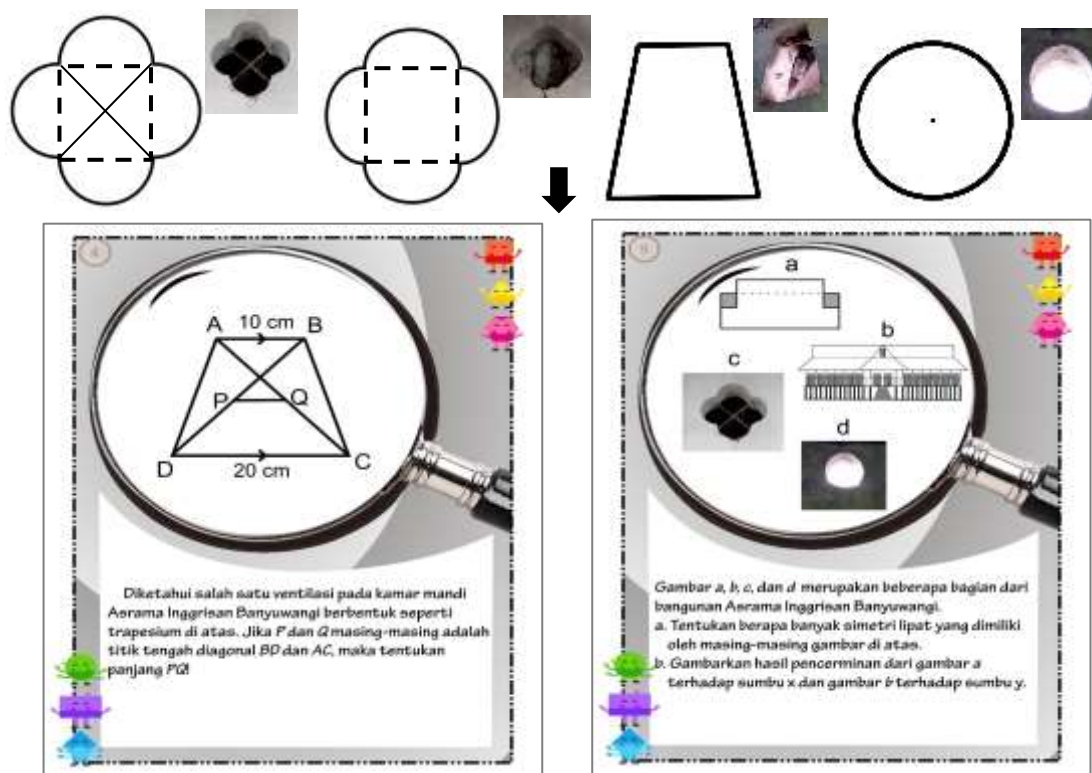 4
A 10 cm B
P Q
D 20 cm C
Diketahui salah satu ventilasi pada kamar mandi
Asrama Inggrisan Banyuwangi berbentuk seperti
trapesium di atas. Jika P dan Q masing-masing adalah
titik tengah diagonal BD dan AC, maka tentukan
panjang PQ!
a
b
c
d
Gambar a, b, c, dan d merupakan beberapa bagian dari
bangunan Asrama Inggrisan Banyuwangi.
a. Tentukan berapa banyak simetri lipat yang dimiliki
oleh masing-masing gambar di atas.
b. Gambarkan hasil pencerminan dari gambar a
terhadap sumbu x dan gambar b terhadap sumbu y.